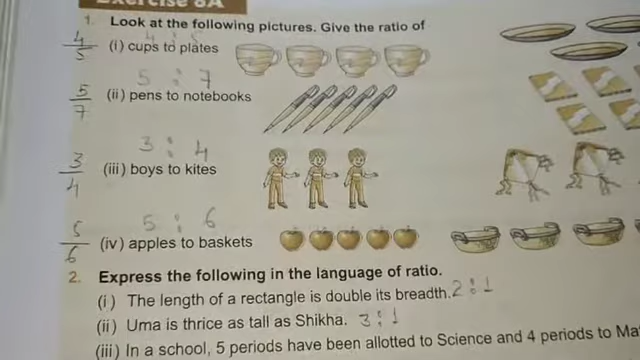 Exercise 8A
1. Look at the following pictures. Give the ratio of
4 : 5
4/5 (i) cups to plates
5 : 7
5/7 (ii) pens to notebooks
3 : 4
3/4 (iii) boys to kites
5 : 6
5/6 (iv) apples to baskets
2. Express the following in the language of ratio.
(i) The length of a rectangle is double its breadth. 2:1
(ii) Uma is thrice as tall as Shikha. 3:1
(iii) In a school, 5 periods have been allotted to Science and 4 periods to